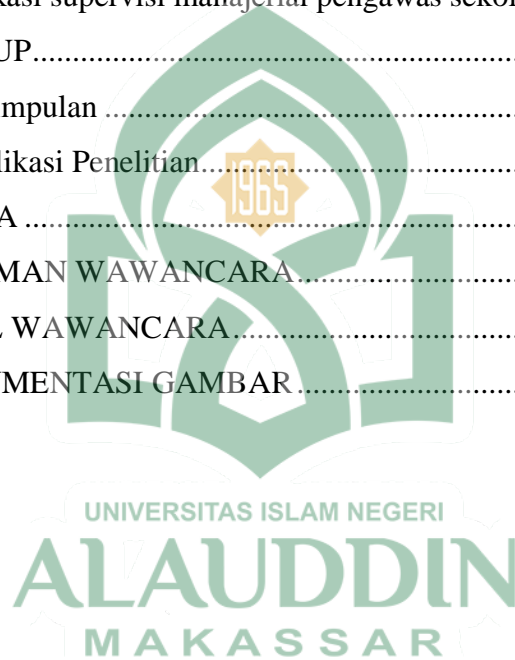 kasi supervisi manajerial pengawas sekol
UP
mpulan
likasi Penelitian
A
MAN WAWANCARA
L WAWANCARA
UMENTASI GAMBAR
1965
UNIVERSITAS ISLAM NEGERI
ALAUDDIN
MAKASSAR